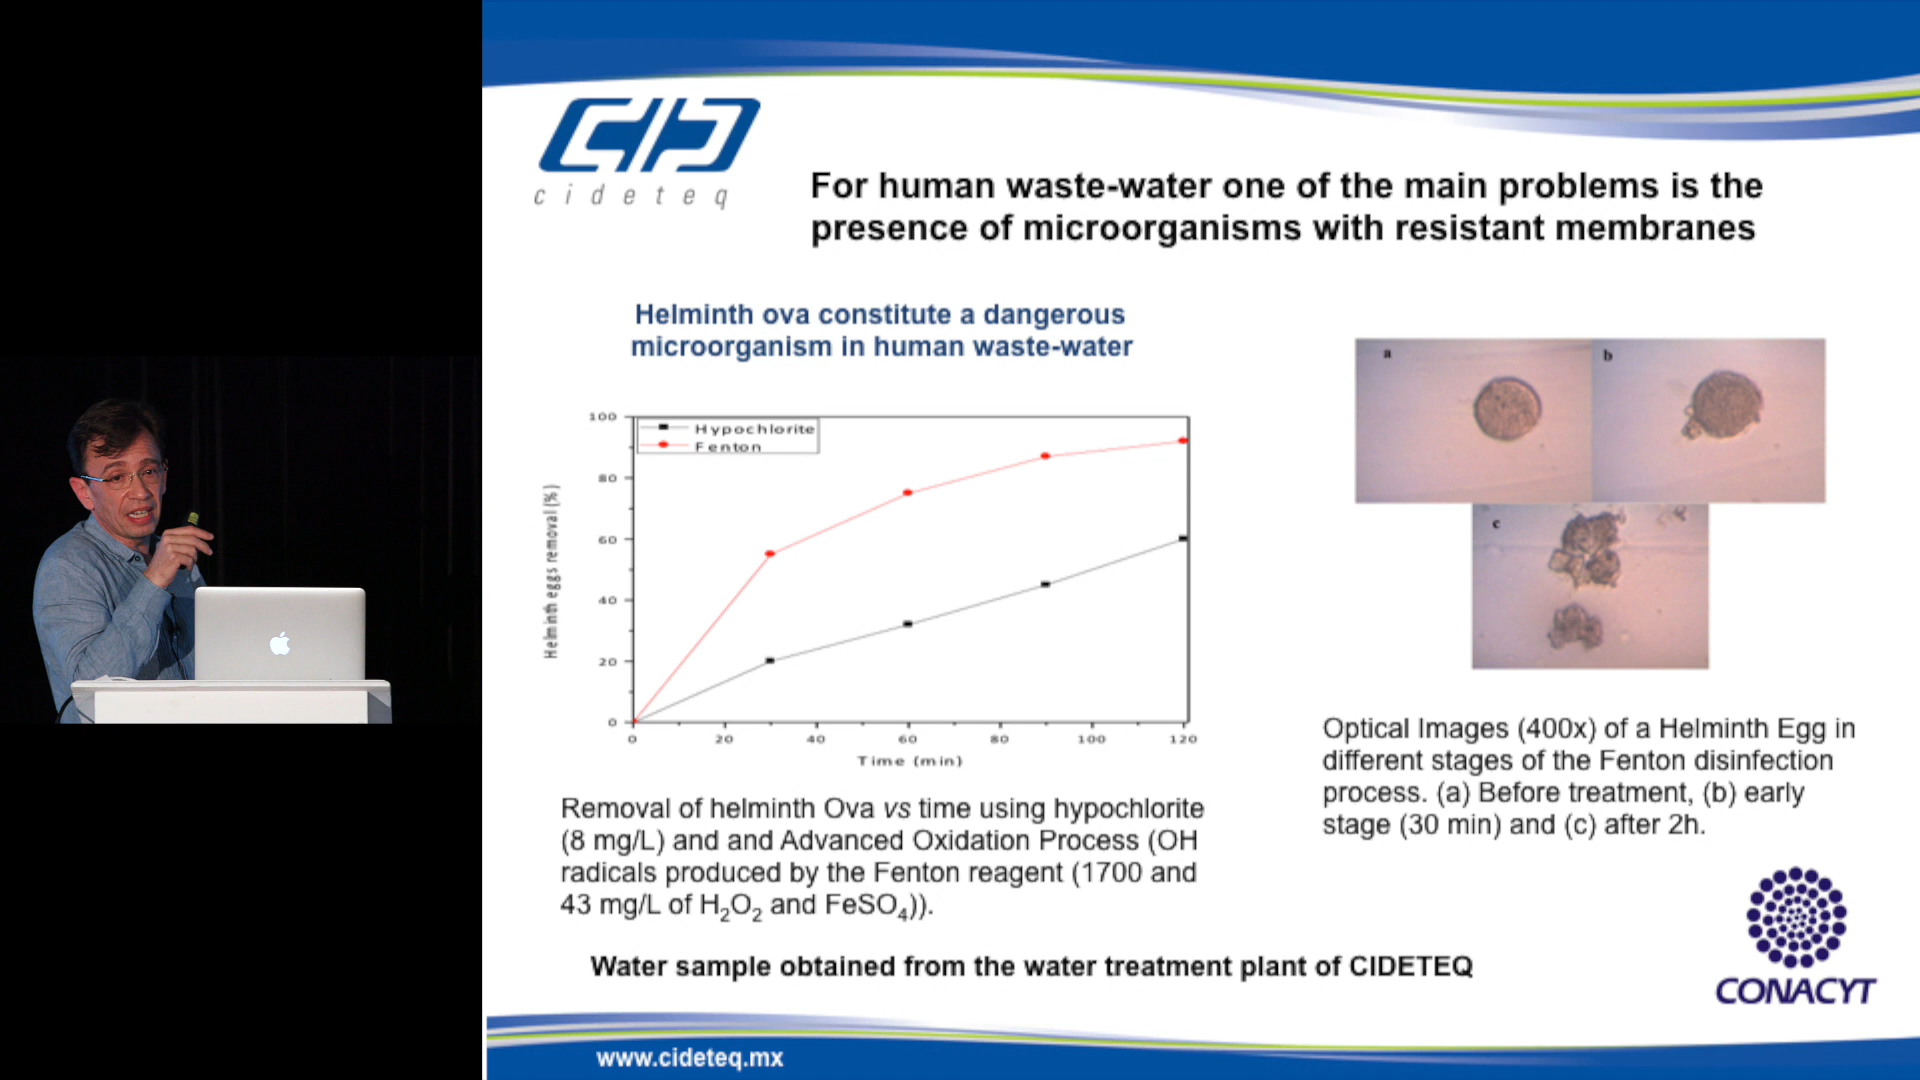 cideteq
For human waste-water one of the main problems is the
presence of microorganisms with resistant membranes
Helminth ova constitute a dangerous
microorganism in human waste-water
Hypochlorite
Fenton
Helminth eggs removal (%)
100
80
60
40
20
0
0 20 40 60 80 100 120
Time (min)
a
b
c
Removal of helminth Ova vs time using hypochlorite
(8 mg/L) and and Advanced Oxidation Process (OH
radicals produced by the Fenton reagent (1700 and
43 mg/L of H₂O₂ and FeSO₄)).
Optical Images (400x) of a Helminth Egg in
different stages of the Fenton disinfection
process. (a) Before treatment, (b) early
stage (30 min) and (c) after 2h.
Water sample obtained from the water treatment plant of CIDETEQ
CONACYT
www.cideteq.mx